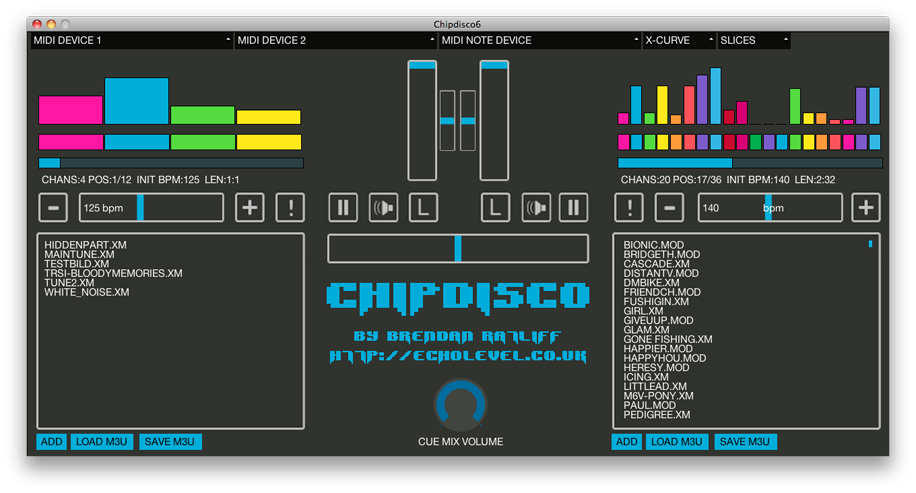 Chipdisco6
MIDI DEVICE 1
MIDI DEVICE 2
MIDI NOTE DEVICE
X-CURVE
SLICES
CHANS:4 POS:1/12 INIT BPM:125 LEN:1:1
- 125 bpm + !
HIDDENPART.XM
MAINTUNE.XM
TESTBILD.XM
TRSI-BLOODYMEMORIES.XM
TUNE2.XM
WHITE_NOISE.XM
ADD LOAD M3U SAVE M3U
L L
CHIPDISCO
BY BRENDAN RATLIFF
HTTP://ECHOLEVEL.CO.UK
CUE MIX VOLUME
CHANS:20 POS:17/36 INIT BPM:140 LEN:2:32
! - 140 bpm +
BIONIC.MOD
BRIDGETH.MOD
CASCADE.XM
DISTANTV.MOD
DMBIKE.XM
FRIENDCH.MOD
FUSHIGIN.XM
GIRL.XM
GIVEUUP.MOD
GLAM.XM
GONE FISHING.XM
HAPPIER.MOD
HAPPYHOU.MOD
HERESY.MOD
ICING.XM
LITTLEAD.XM
M6V-PONY.XM
PAUL.MOD
PEDIGREE.XM
ADD LOAD M3U SAVE M3U